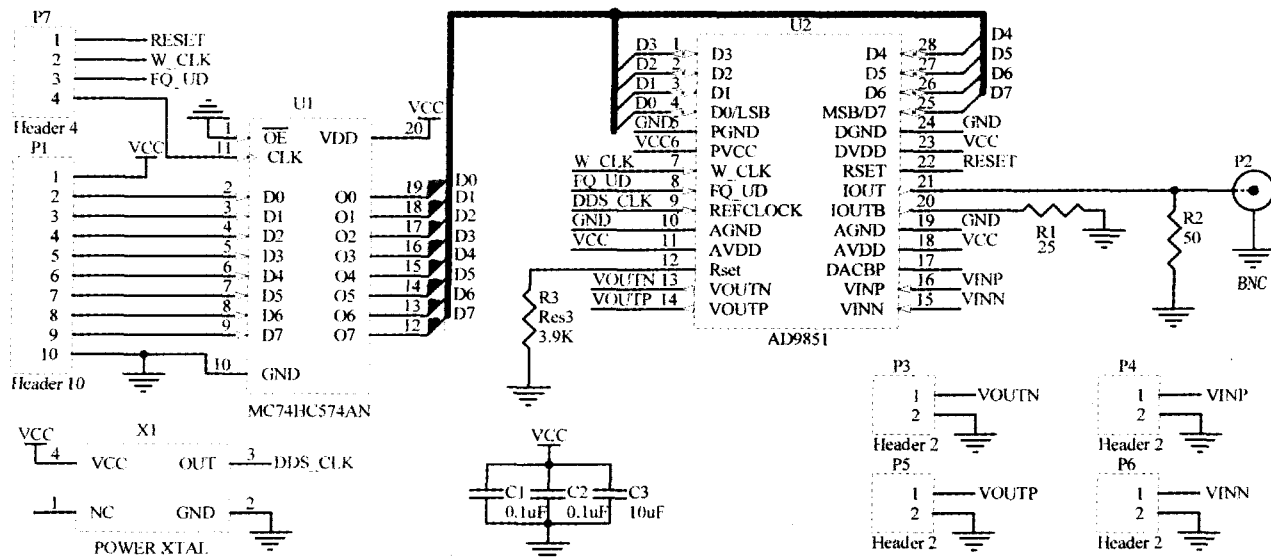 P7
1 RESET
2 W_CLK
3 FQ_UD
4
Header 4
P1
1
2
3
4
5
6
7
8
9
10
Header 10
VCC
U1
1 OE VDD 20 VCC
11 CLK
2 D0 O0 19 D0
3 D1 O1 18 D1
4 D2 O2 17 D2
5 D3 O3 16 D3
6 D4 O4 15 D4
7 D5 O5 14 D5
8 D6 O6 13 D6
9 D7 O7 12 D7
10 GND
MC74HC574AN
U2
D3 1 D3 D4 28 D4
D2 2 D2 D5 27 D5
D1 3 D1 D6 26 D6
D0 4 D0/LSB MSB/D7 25 D7
GND 5 PGND DGND 24 GND
VCC 6 PVCC DVDD 23 VCC
W_CLK 7 W_CLK RSET 22 RESET
FQ_UD 8 FQ_UD IOUT 21
DDS_CLK 9 REFCLOCK IOUTB 20
GND 10 AGND AGND 19 GND
VCC 11 AVDD AVDD 18 VCC
12 Rset DACBP 17
VOUTN 13 VOUTN VINP 16 VINP
VOUTP 14 VOUTP VINN 15 VINN
AD9851
R3
Res3
3.9K
R1
25
R2
50
P2
BNC
X1
VCC 4 VCC OUT 3 DDS_CLK
1 NC GND 2
POWER XTAL
VCC
C1 C2 C3
0.1uF 0.1uF 10uF
P3
1 VOUTN
2
Header 2
P4
1 VINP
2
Header 2
P5
1 VOUTP
2
Header 2
P6
1 VINN
2
Header 2